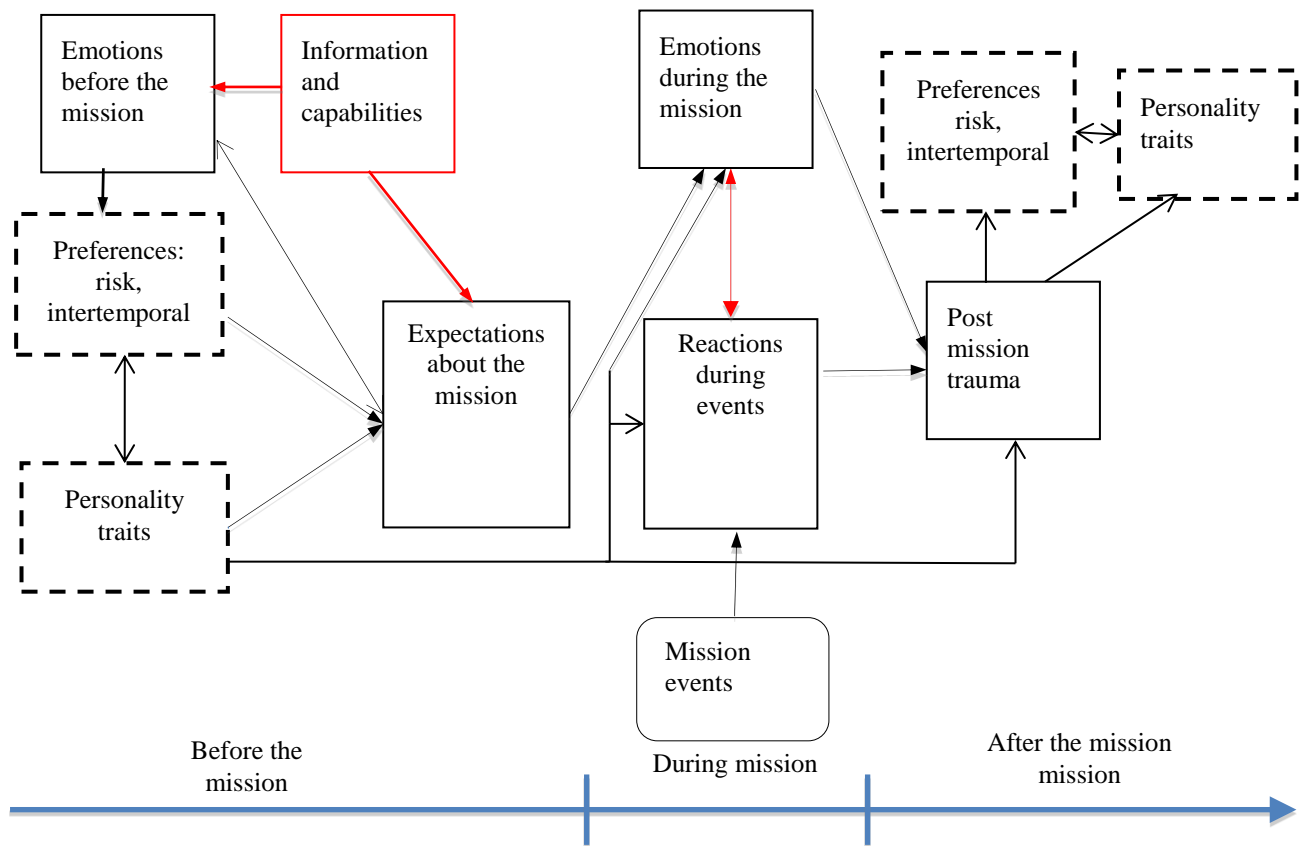 Emotions
before the
mission
Information
and
capabilities
Preferences:
risk,
intertemporal
Personality
traits
Expectations
about the
mission
Emotions
during the
mission
Reactions
during
events
Mission
events
Preferences
risk,
intertemporal
Personality
traits
Post
mission
trauma
Before the
mission
During mission
After the mission
mission